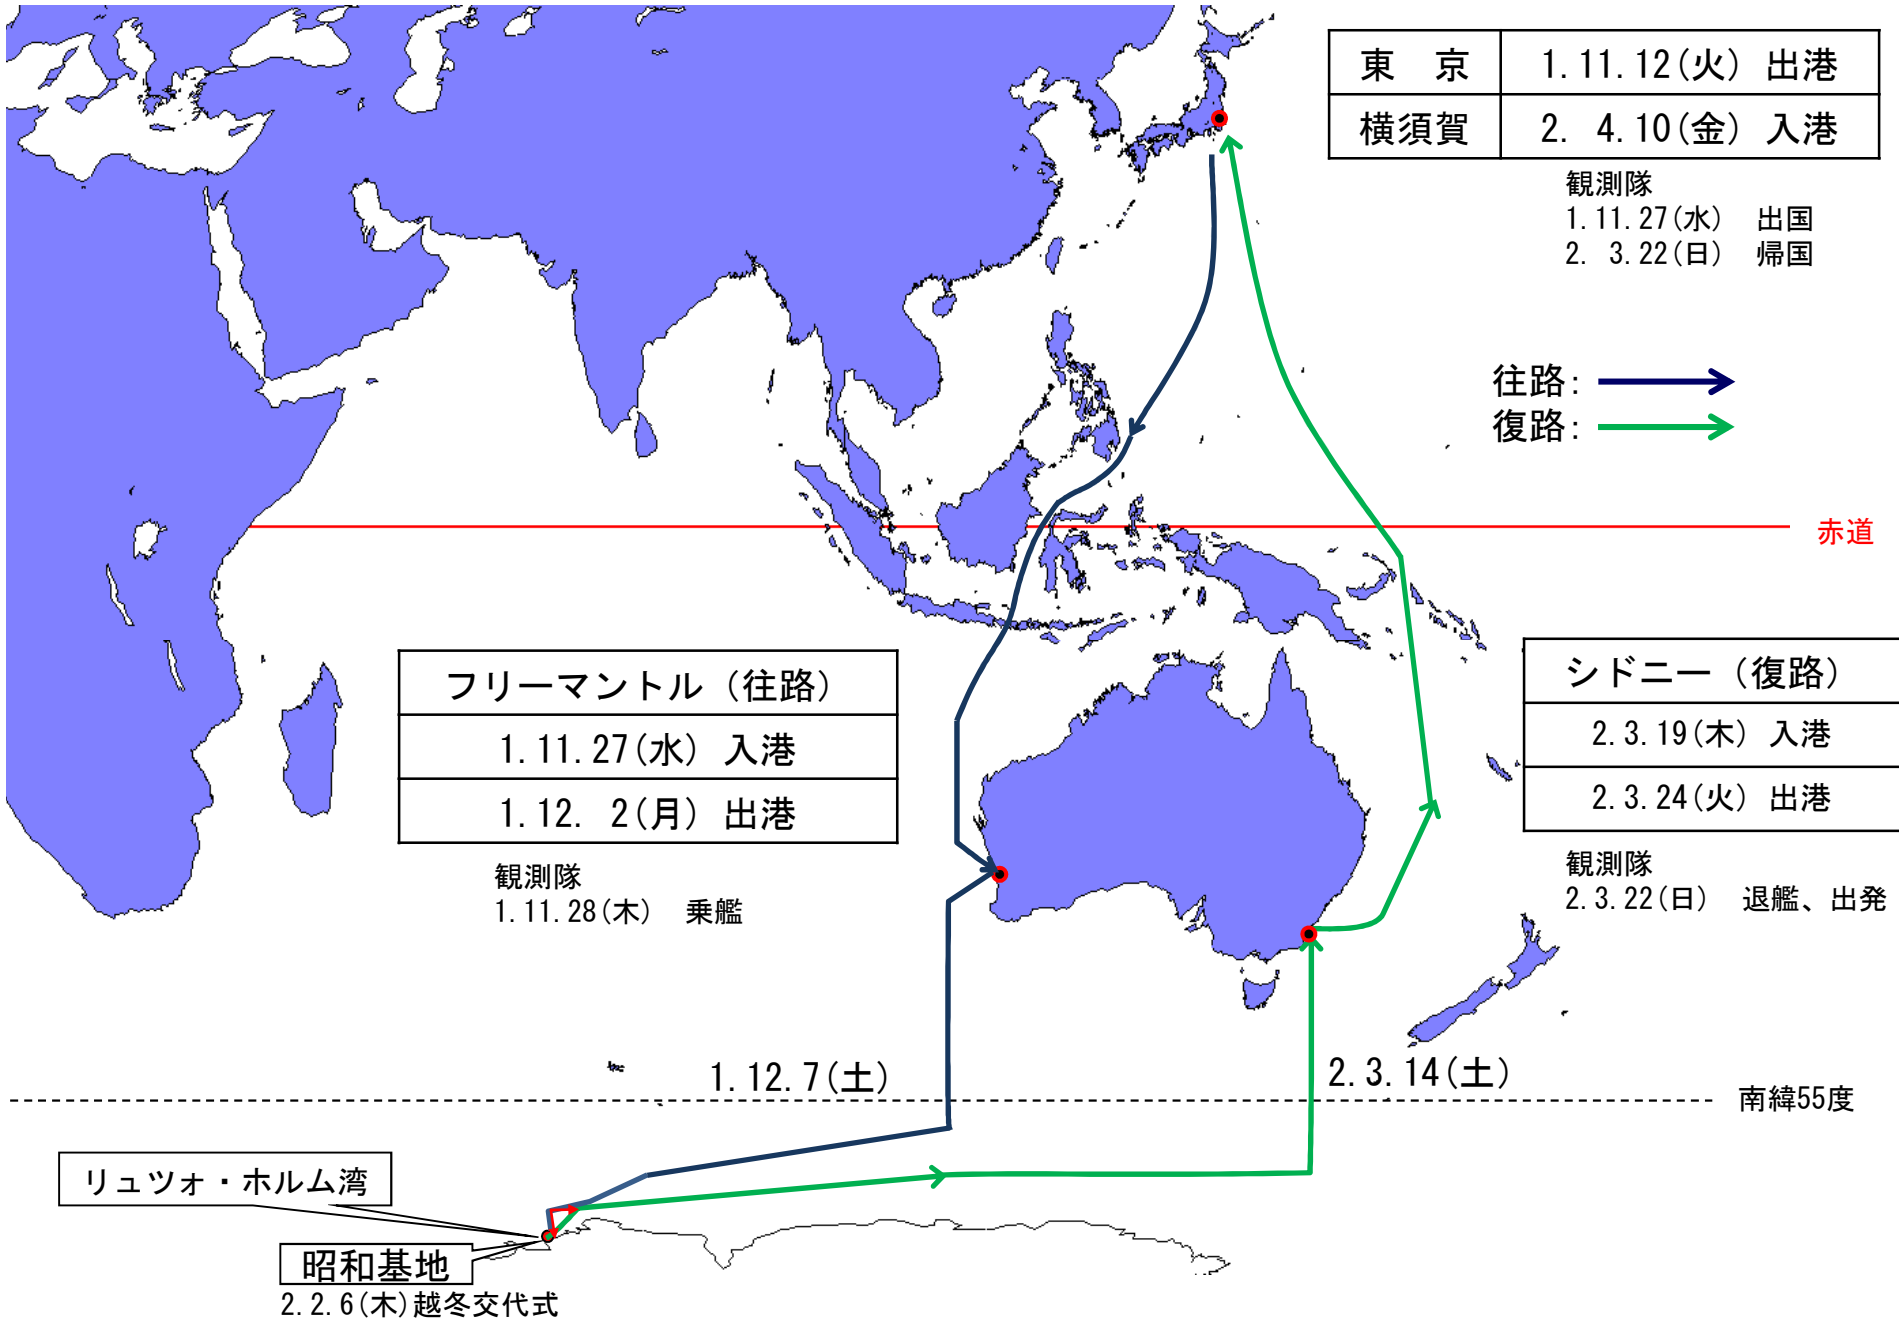 東 京 1.11.12(火) 出港
横須賀 2. 4.10(金) 入港
観測隊
1.11.27(水) 出国
2. 3.22(日) 帰国
往路:
復路:
赤道
フリーマントル（往路）
1.11.27(水) 入港
1.12. 2(月) 出港
観測隊
1.11.28(木) 乗艦
シドニー（復路）
2.3.19(木) 入港
2.3.24(火) 出港
観測隊
2.3.22(日) 退艦、出発
1.12.7(土)
2.3.14(土)
南緯55度
リュツォ・ホルム湾
昭和基地
2.2.6(木)越冬交代式